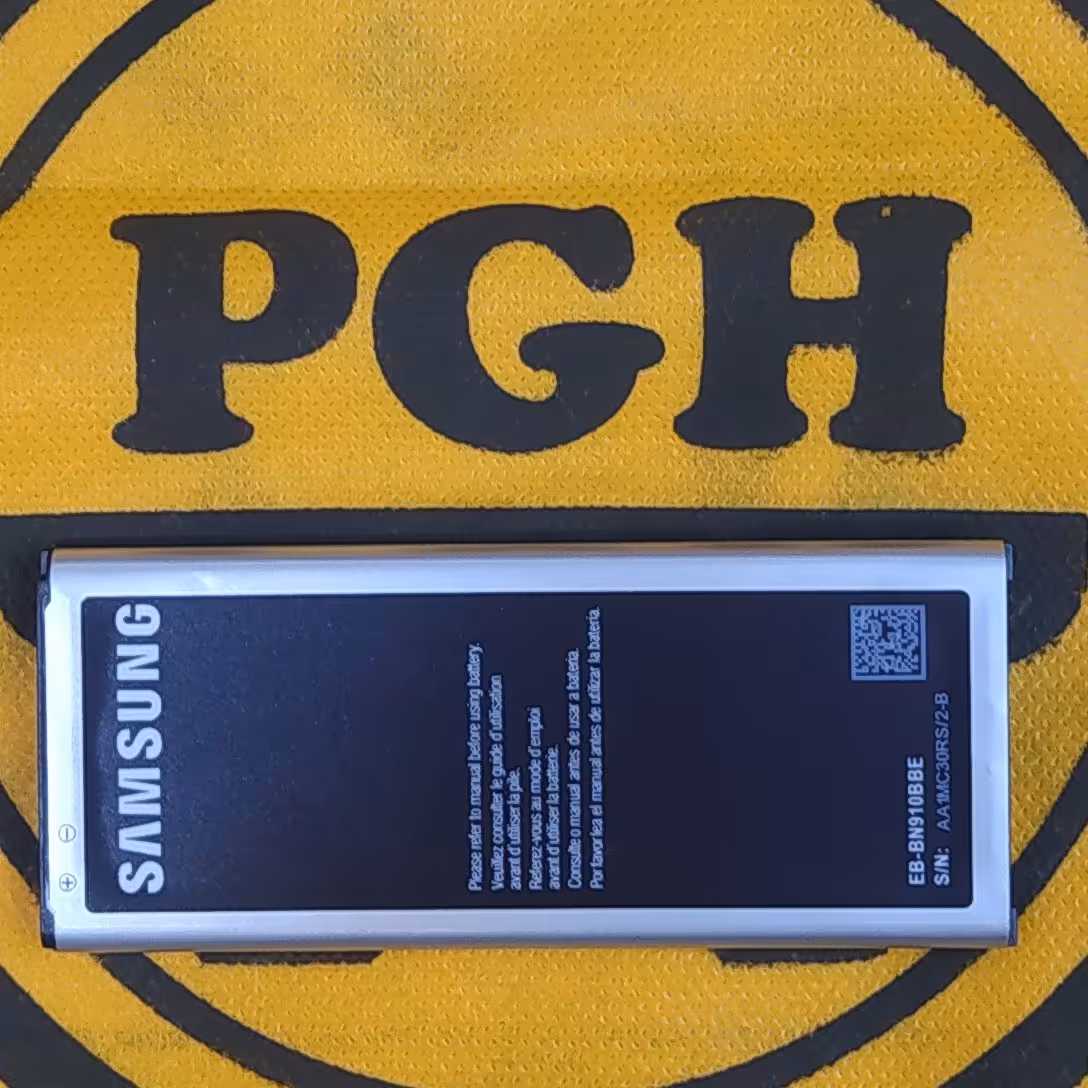 PGH
SAMSUNG
Please refer to manual before using battery.
Veuillez consulter le guide d'utilisation
avant d'utiliser la pile.
Referez-vous au mode d'emploi
avant d'utiliser la batterie.
Consulte o manual antes de usar a bateria.
Por favor lea el manual antes de utilizar la batería.
EB-BN910BBE
S/N: AA1MC30RS/2-B